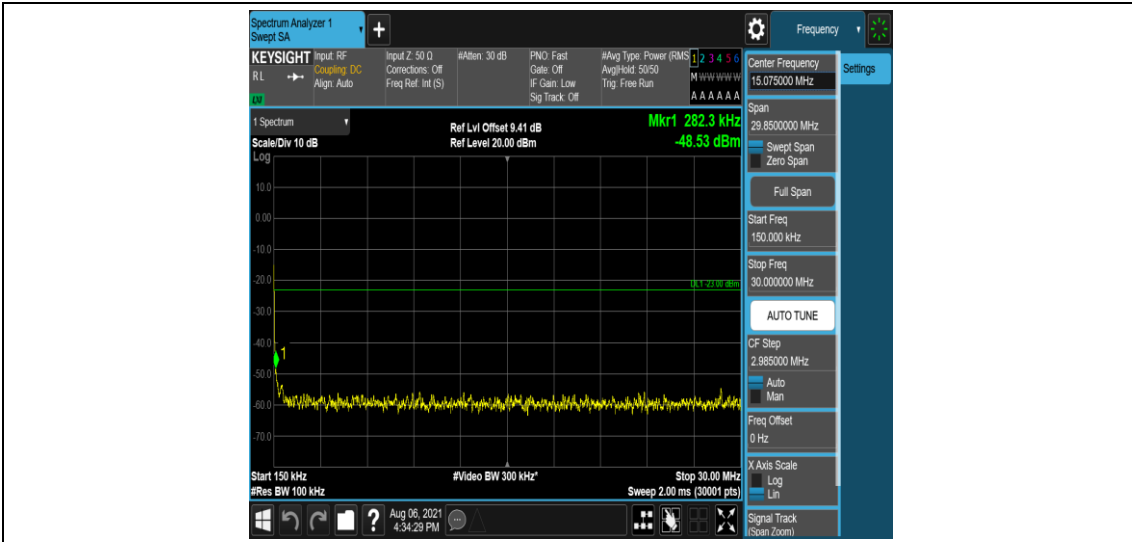 Spectrum Analyzer 1
Swept SA
Frequency
KEYSIGHT
RL
LXI
Input: RF
Coupling: DC
Align: Auto
Input Z: 50 Ω
Corrections: Off
Freq Ref: Int (S)
#Atten: 30 dB
PNO: Fast
Gate: Off
IF Gain: Low
Sig Track: Off
#Avg Type: Power (RMS
Avg|Hold: 50/50
Trig: Free Run
1 2 3 4 5 6
M W W W W W
A A A A A A
1 Spectrum
Scale/Div 10 dB
Ref Lvl Offset 9.41 dB
Ref Level 20.00 dBm
Mkr1 282.3 kHz
-48.53 dBm
Log
10.0
0.00
-10.0
-20.0
DL1 -23.00 dBm
-30.0
-40.0
1
-50.0
-60.0
-70.0
Start 150 kHz
#Video BW 300 kHz*
Stop 30.00 MHz
#Res BW 100 kHz
Sweep 2.00 ms (30001 pts)
?
Aug 06, 2021
4:34:29 PM
Center Frequency
15.075000 MHz
Settings
Span
29.8500000 MHz
Swept Span
Zero Span
Full Span
Start Freq
150.000 kHz
Stop Freq
30.000000 MHz
AUTO TUNE
CF Step
2.985000 MHz
Auto
Man
Freq Offset
0 Hz
X Axis Scale
Log
Lin
Signal Track
(Span Zoom)